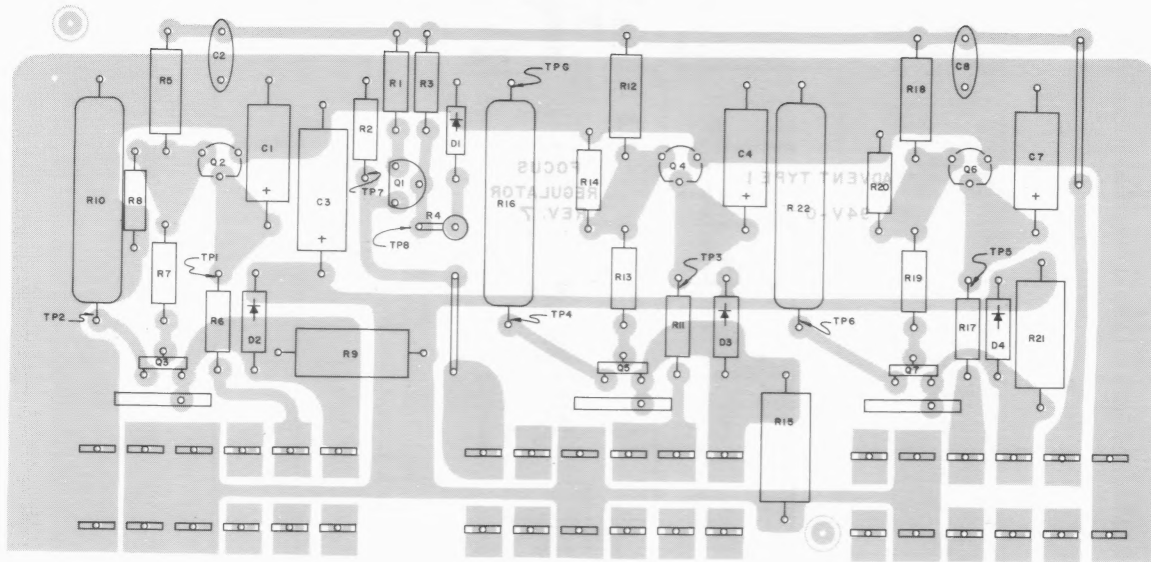 R5
C2
R1
R3
TPG
R12
R18
C8
R2
D1
R10
C1
C3
C4
C7
Q2
R8
TP7
Q1
R16
R14
FOCUS
REGULATOR
REV. 7
Q4
ADVENT TYPE I
94V-0
R22
R20
Q6
R4
TP8
R7
TP1
R13
TP3
R19
TP5
TP2
R6
D2
TP4
R11
D3
TP6
R17
D4
R21
Q3
R9
Q5
Q7
R15
+
+
+
+